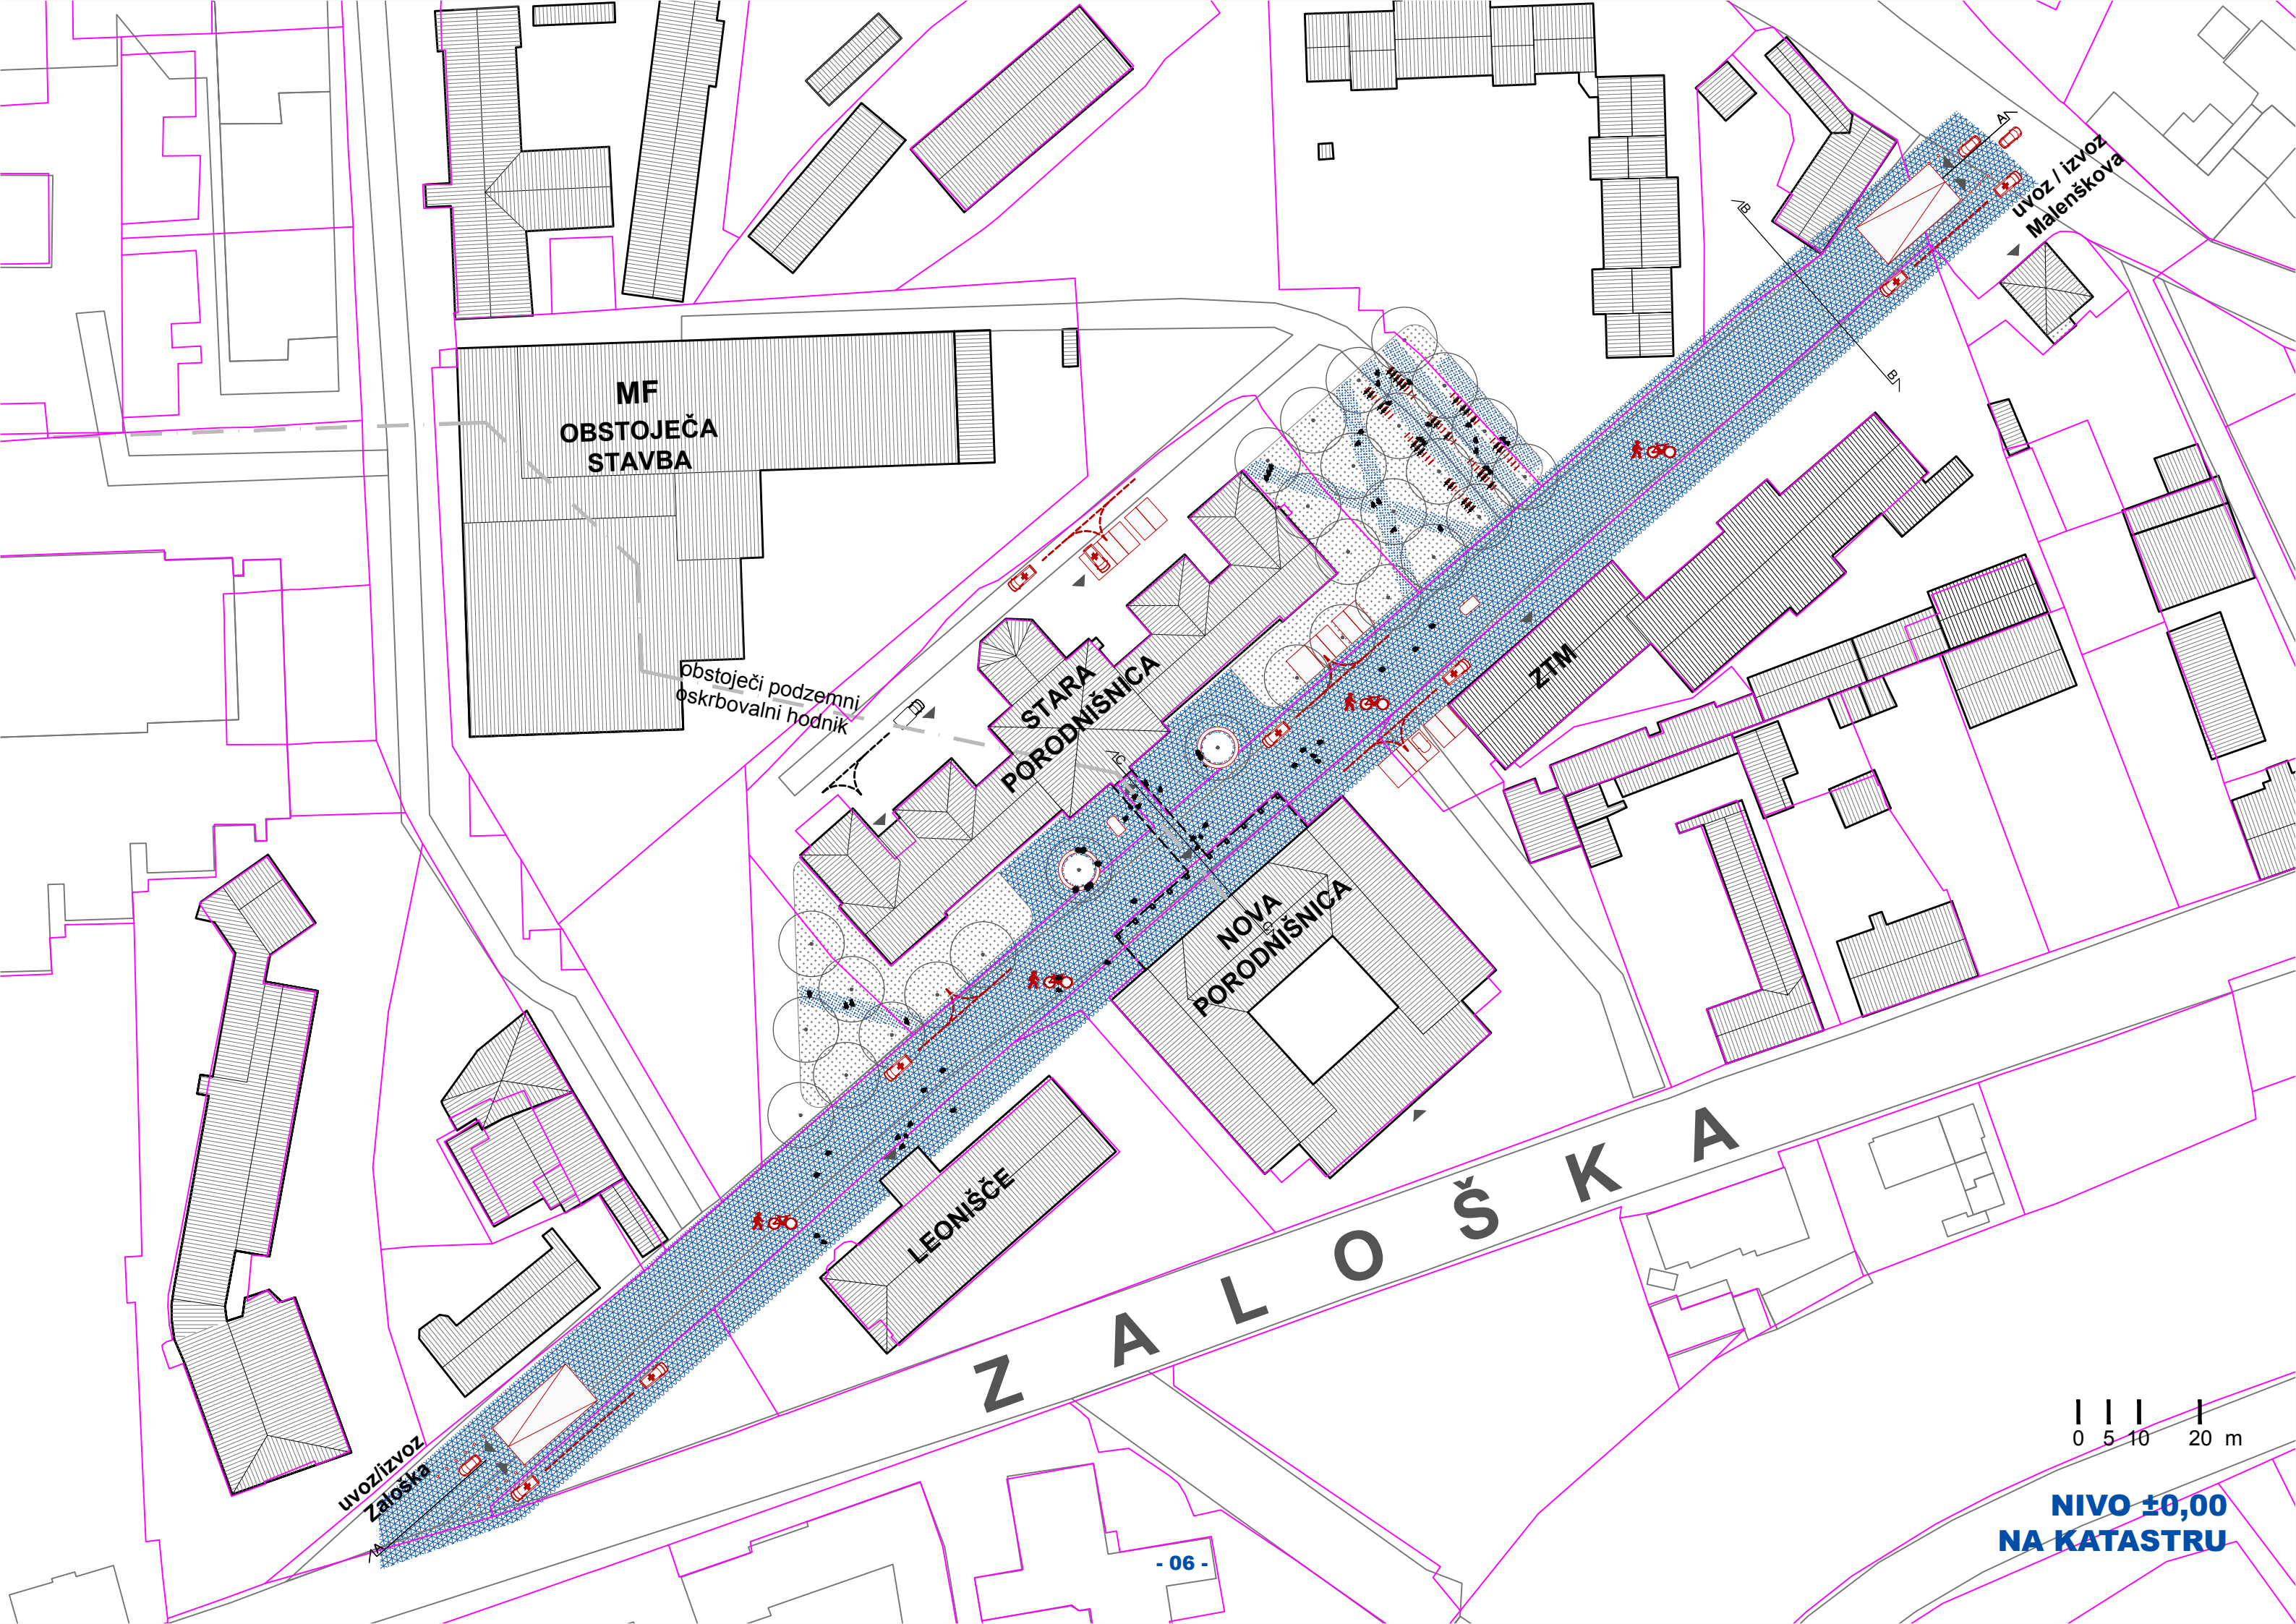 A
uvoz / izvoz
Malenškova
B
B
MF
OBSTOJEČA
STAVBA
obstoječi podzemni
oskrbovalni hodnik
STARA
PORODNIŠNICA
ZTM
C
NOVA
PORODNIŠNICA
C
LEONIŠČE
ZALOŠKA
uvoz/izvoz
Zaloška
A
0 5 10 20 m
NIVO ±0,00
NA KATASTRU
- 06 -